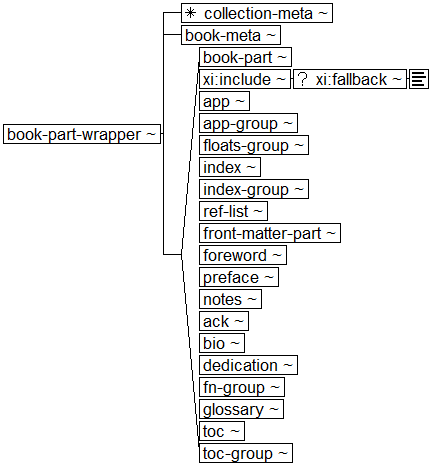 * collection-meta ~
book-meta ~
book-part ~
xi:include ~ ? xi:fallback ~
app ~
app-group ~
floats-group ~
index ~
book-part-wrapper ~
index-group ~
ref-list ~
front-matter-part ~
foreword ~
preface ~
notes ~
ack ~
bio ~
dedication ~
fn-group ~
glossary ~
toc ~
toc-group ~